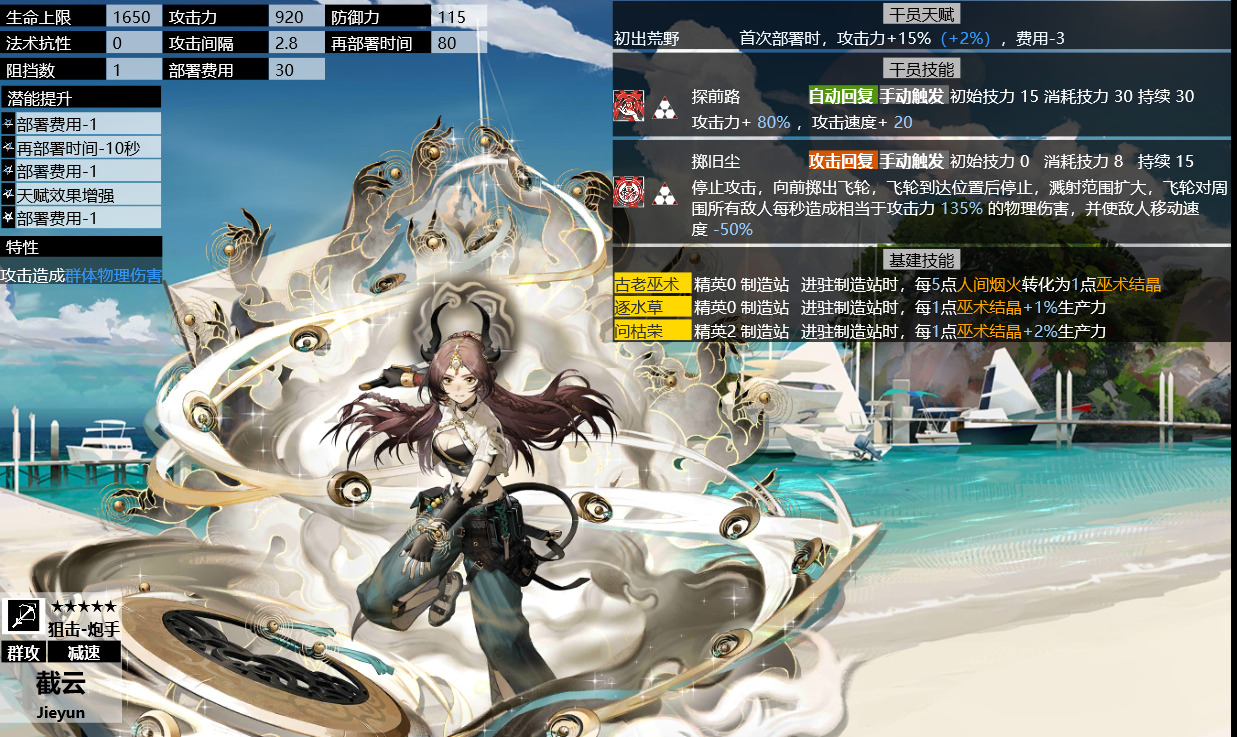 生命上限 1650 攻击力 920 防御力 115
法术抗性 0 攻击间隔 2.8 再部署时间 80
阻挡数 1 部署费用 30
潜能提升
部署费用-1
再部署时间-10秒
部署费用-1
天赋效果增强
部署费用-1
特性
攻击造成群体物理伤害
干员天赋
初出荒野 首次部署时，攻击力+15%（+2%），费用-3
干员技能
探前路 自动回复 手动触发 初始技力 15 消耗技力 30 持续 30
攻击力+ 80%，攻击速度+ 20
掷旧尘 攻击回复 手动触发 初始技力 0 消耗技力 8 持续 15
停止攻击，向前掷出飞轮，飞轮到达位置后停止，溅射范围扩大，飞轮对周
围所有敌人每秒造成相当于攻击力 135% 的物理伤害，并使敌人移动速
度 -50%
基建技能
古老巫术 精英0 制造站 进驻制造站时，每5点人间烟火转化为1点巫术结晶
逐水草 精英0 制造站 进驻制造站时，每1点巫术结晶+1%生产力
问枯荣 精英2 制造站 进驻制造站时，每1点巫术结晶+2%生产力
★★★★★
狙击-炮手
群攻 减速
截云
Jieyun